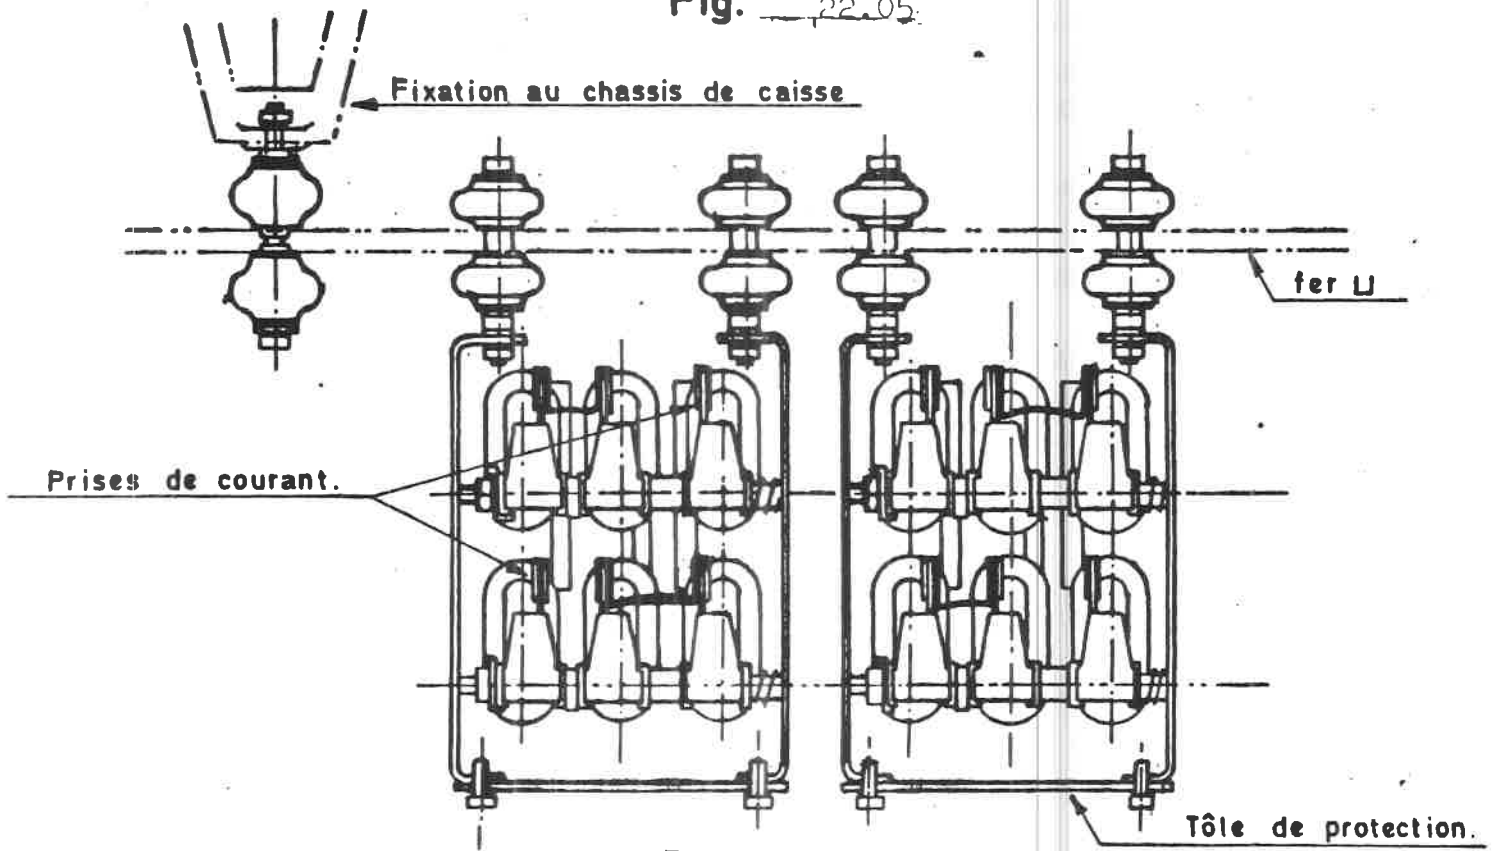 Fig. 22.05
Fixation au chassis de caisse
fer U
Prises de courant.
Tôle de protection.